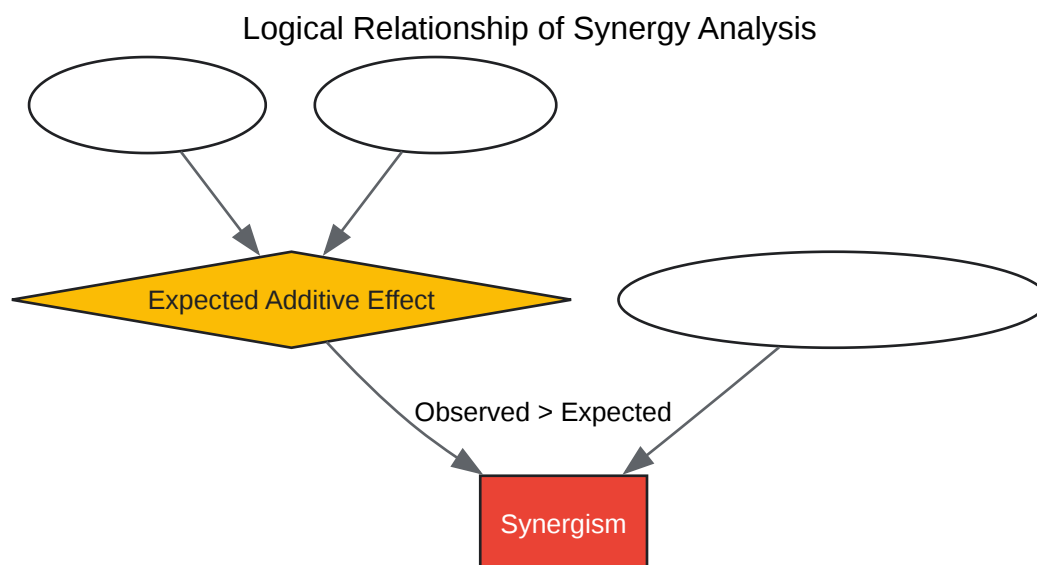 Logical Relationship of Synergy Analysis
Expected Additive Effect
Observed > Expected
Synergism